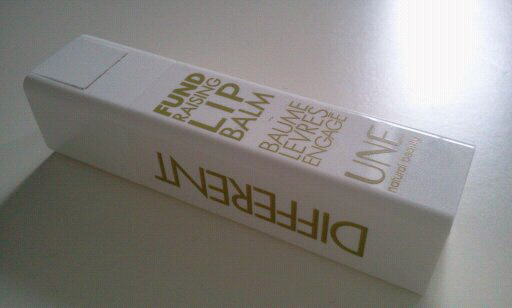 FUND
RAISING
LIP
BALM
-
BAUME
LÈVRES
ENGAGÉ
UNE
natural beauty
DIFFERENT